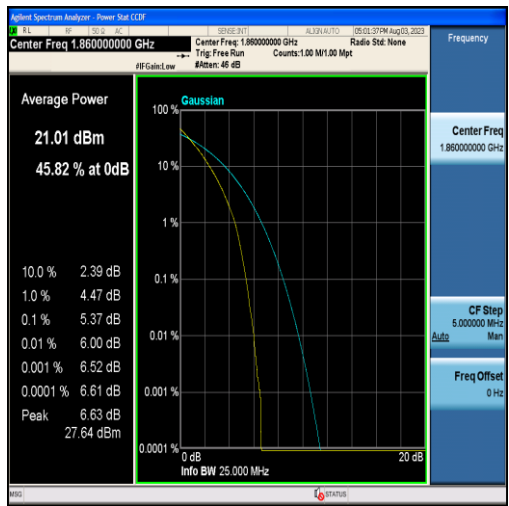 Agilent Spectrum Analyzer - Power Stat CCDF
RL RF 50 Ω AC SENSE:INT ALIGN AUTO 05:01:37 PM Aug 03, 2023
Center Freq 1.860000000 GHz
Center Freq: 1.860000000 GHz Radio Std: None
Trig: Free Run Counts:1.00 M/1.00 Mpt
#IFGain:Low #Atten: 46 dB
Frequency
Average Power
21.01 dBm
45.82 % at 0dB
10.0 % 2.39 dB
1.0 % 4.47 dB
0.1 % 5.37 dB
0.01 % 6.00 dB
0.001 % 6.52 dB
0.0001 % 6.61 dB
Peak 6.63 dB
27.64 dBm
Gaussian
100 %
10 %
1 %
0.1 %
0.01 %
0.001 %
0.0001 %
0 dB 20 dB
Info BW 25.000 MHz
Center Freq
1.860000000 GHz
CF Step
5.000000 MHz
Auto Man
Freq Offset
0 Hz
MSG STATUS